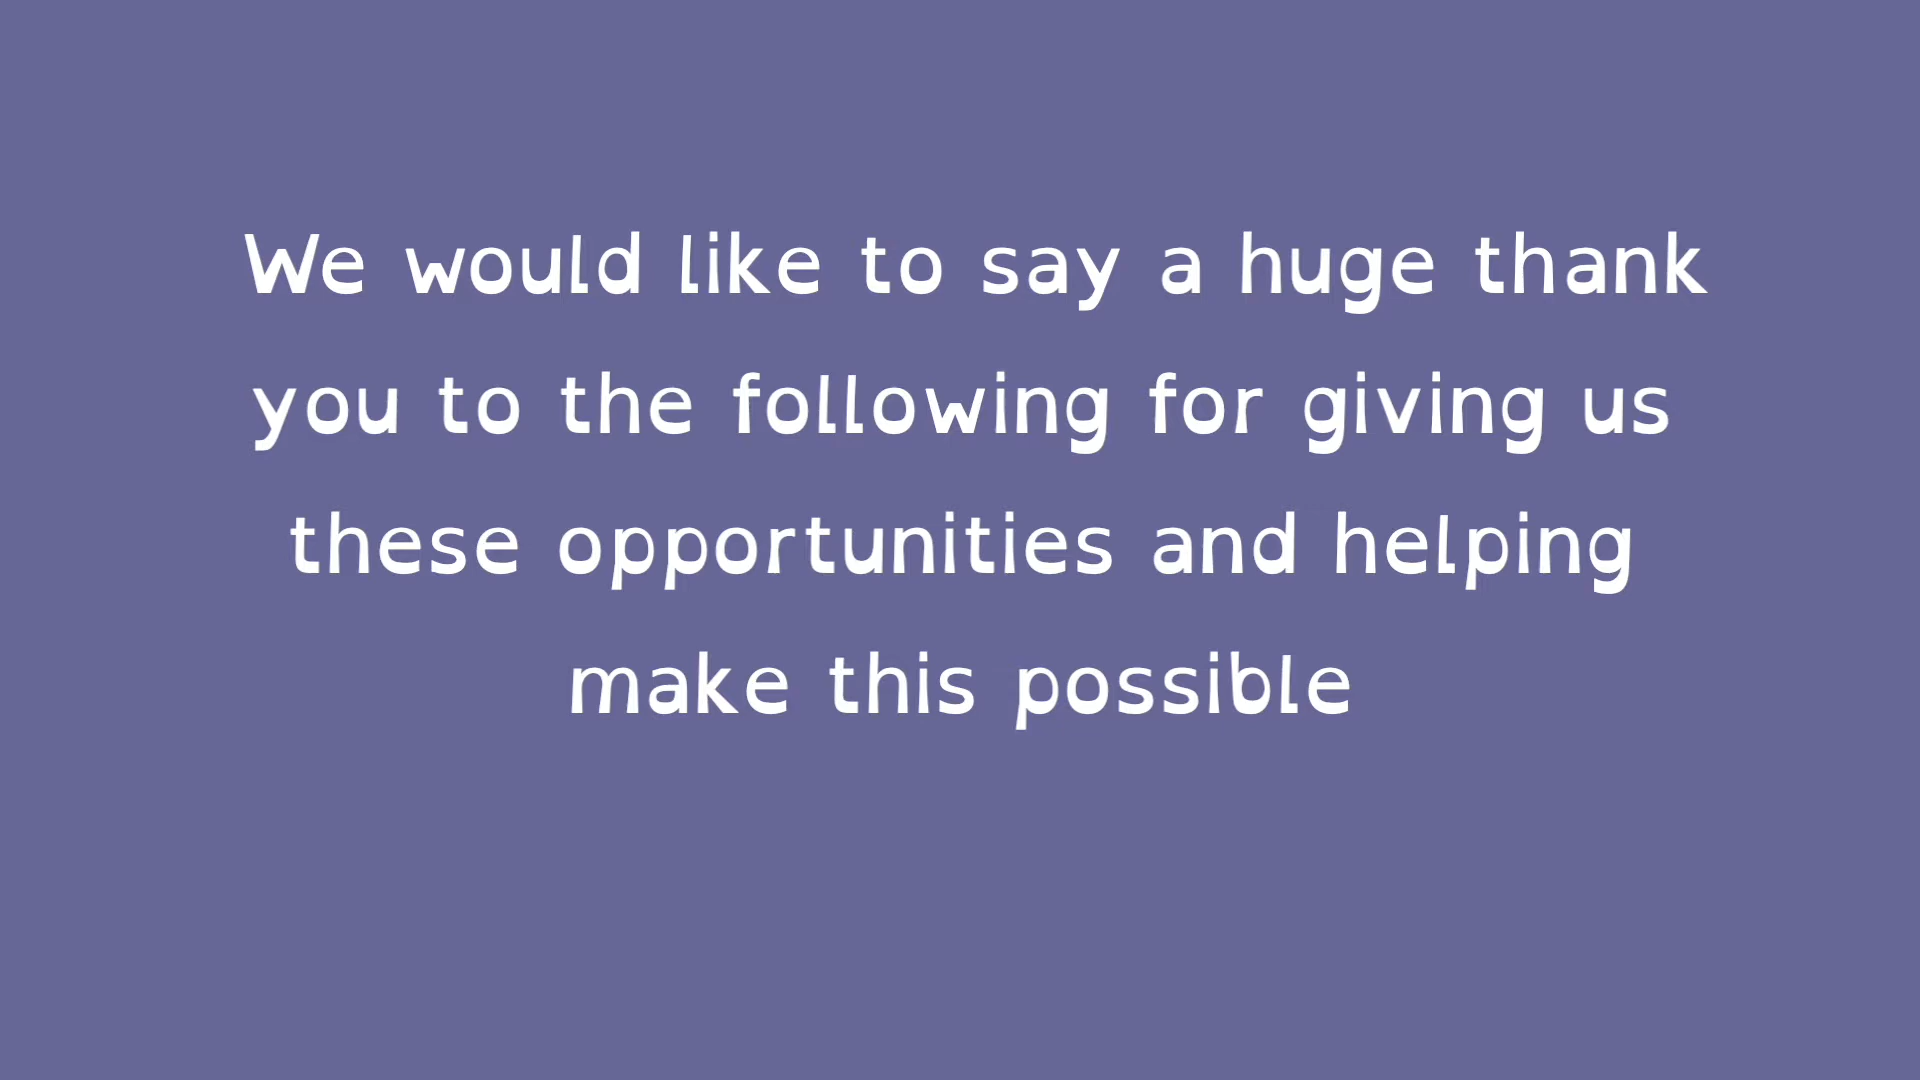 We would like to say a huge thank
you to the following for giving us
these opportunities and helping
make this possible